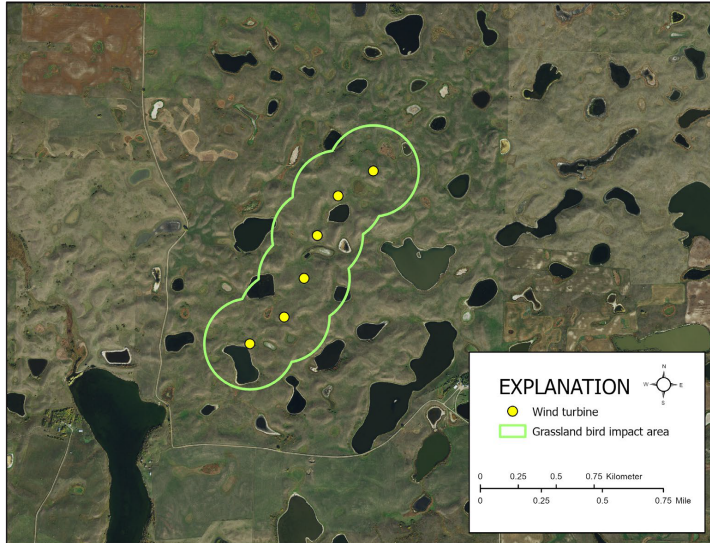 EXPLANATION
N
W E
S
Wind turbine
Grassland bird impact area
0 0.25 0.5 0.75 Kilometer
0 0.25 0.5 0.75 Mile